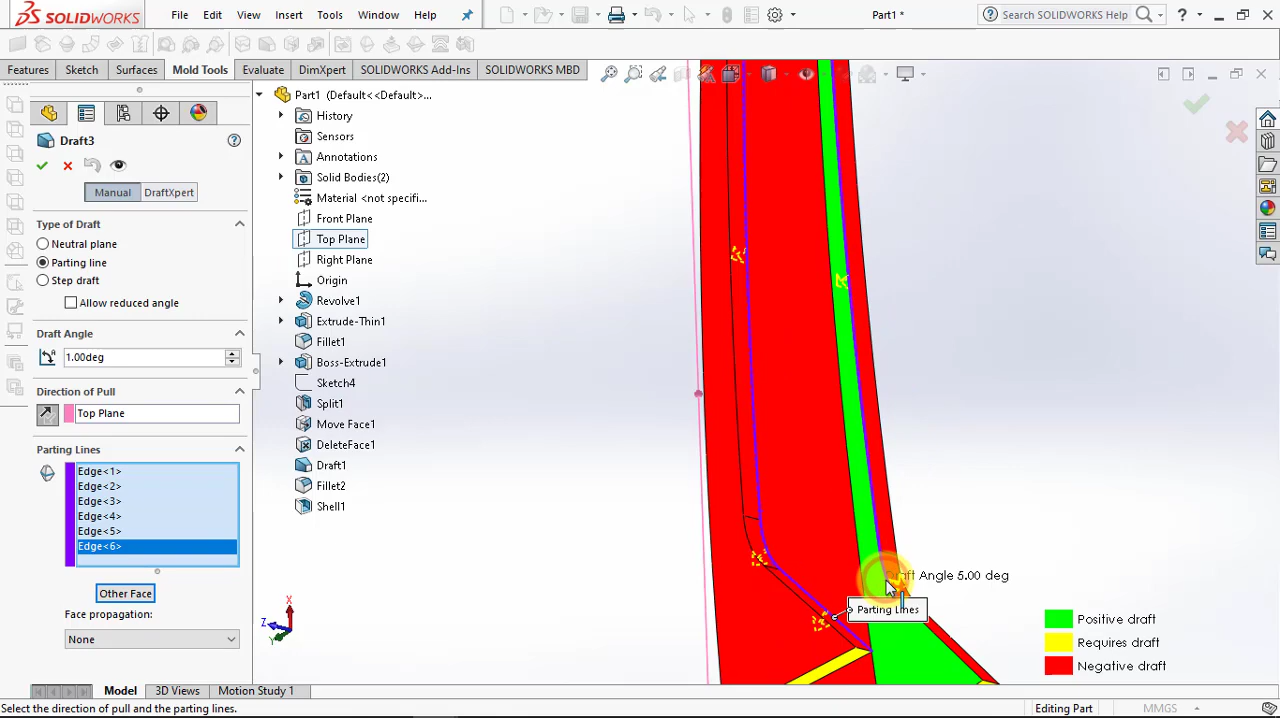 SOLIDWORKS
File Edit View Insert Tools Window Help
Part1 *
Search SOLIDWORKS Help
Features Sketch Surfaces Mold Tools Evaluate DimXpert SOLIDWORKS Add-Ins SOLIDWORKS MBD
Draft3
Manual DraftXpert
Type of Draft
Neutral plane
Parting line
Step draft
Allow reduced angle
Draft Angle
1.00deg
Direction of Pull
Top Plane
Parting Lines
Edge<1>
Edge<2>
Edge<3>
Edge<4>
Edge<5>
Edge<6>
Other Face
Face propagation:
None
Part1 (Default<<Default>...
History
Sensors
Annotations
Solid Bodies(2)
Material <not specifi...
Front Plane
Top Plane
Right Plane
Origin
Revolve1
Extrude-Thin1
Fillet1
Boss-Extrude1
Sketch4
Split1
Move Face1
DeleteFace1
Draft1
Fillet2
Shell1
Draft Angle 5.00 deg
Parting Lines
Positive draft
Requires draft
Negative draft
X
Z
Y
Model 3D Views Motion Study 1
Select the direction of pull and the parting lines.
Editing Part
MMGS